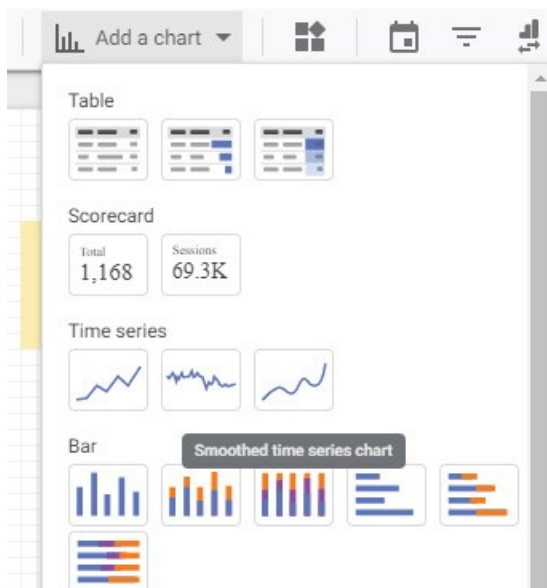 Add a chart
Table
Scorecard
Total
1,168
Sessions
69.3K
Time series
Bar
Smoothed time series chart